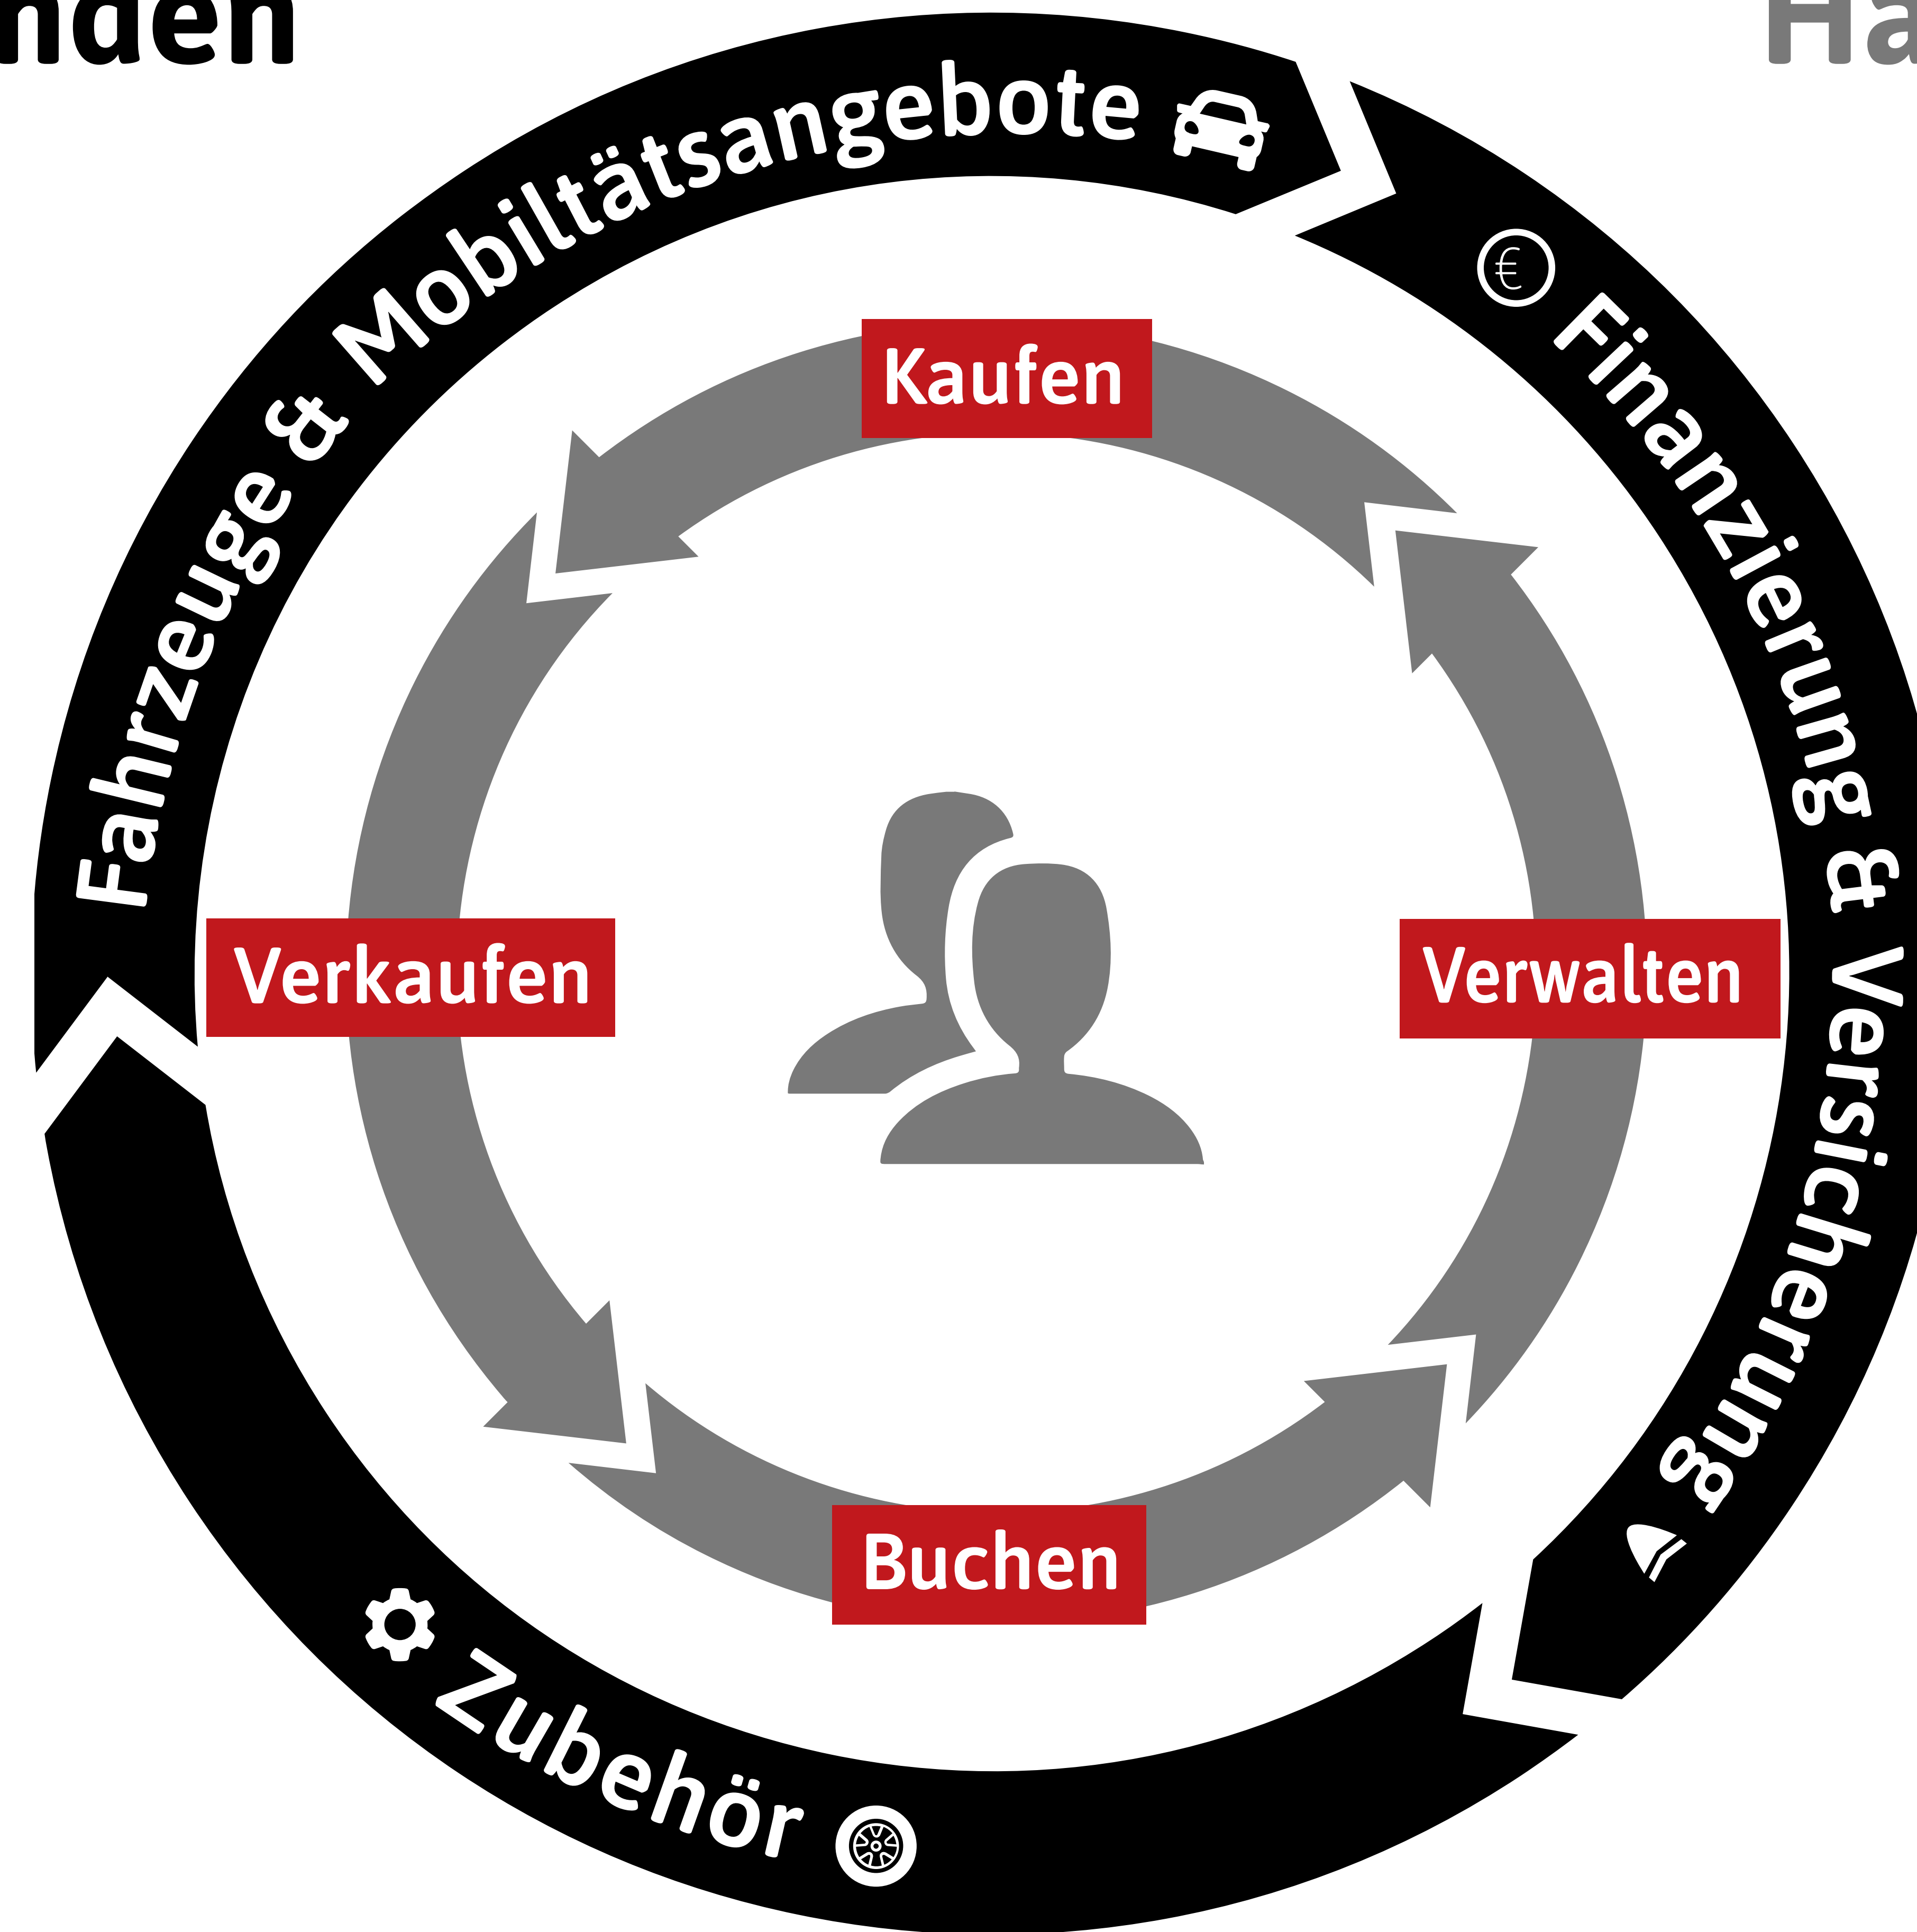 nden
Ha
Fahrzeuge & Mobiltätsangebote
€
Finanzierung & Versicherung
Kaufen
Verkaufen
Verwalten
Buchen
Zubehör